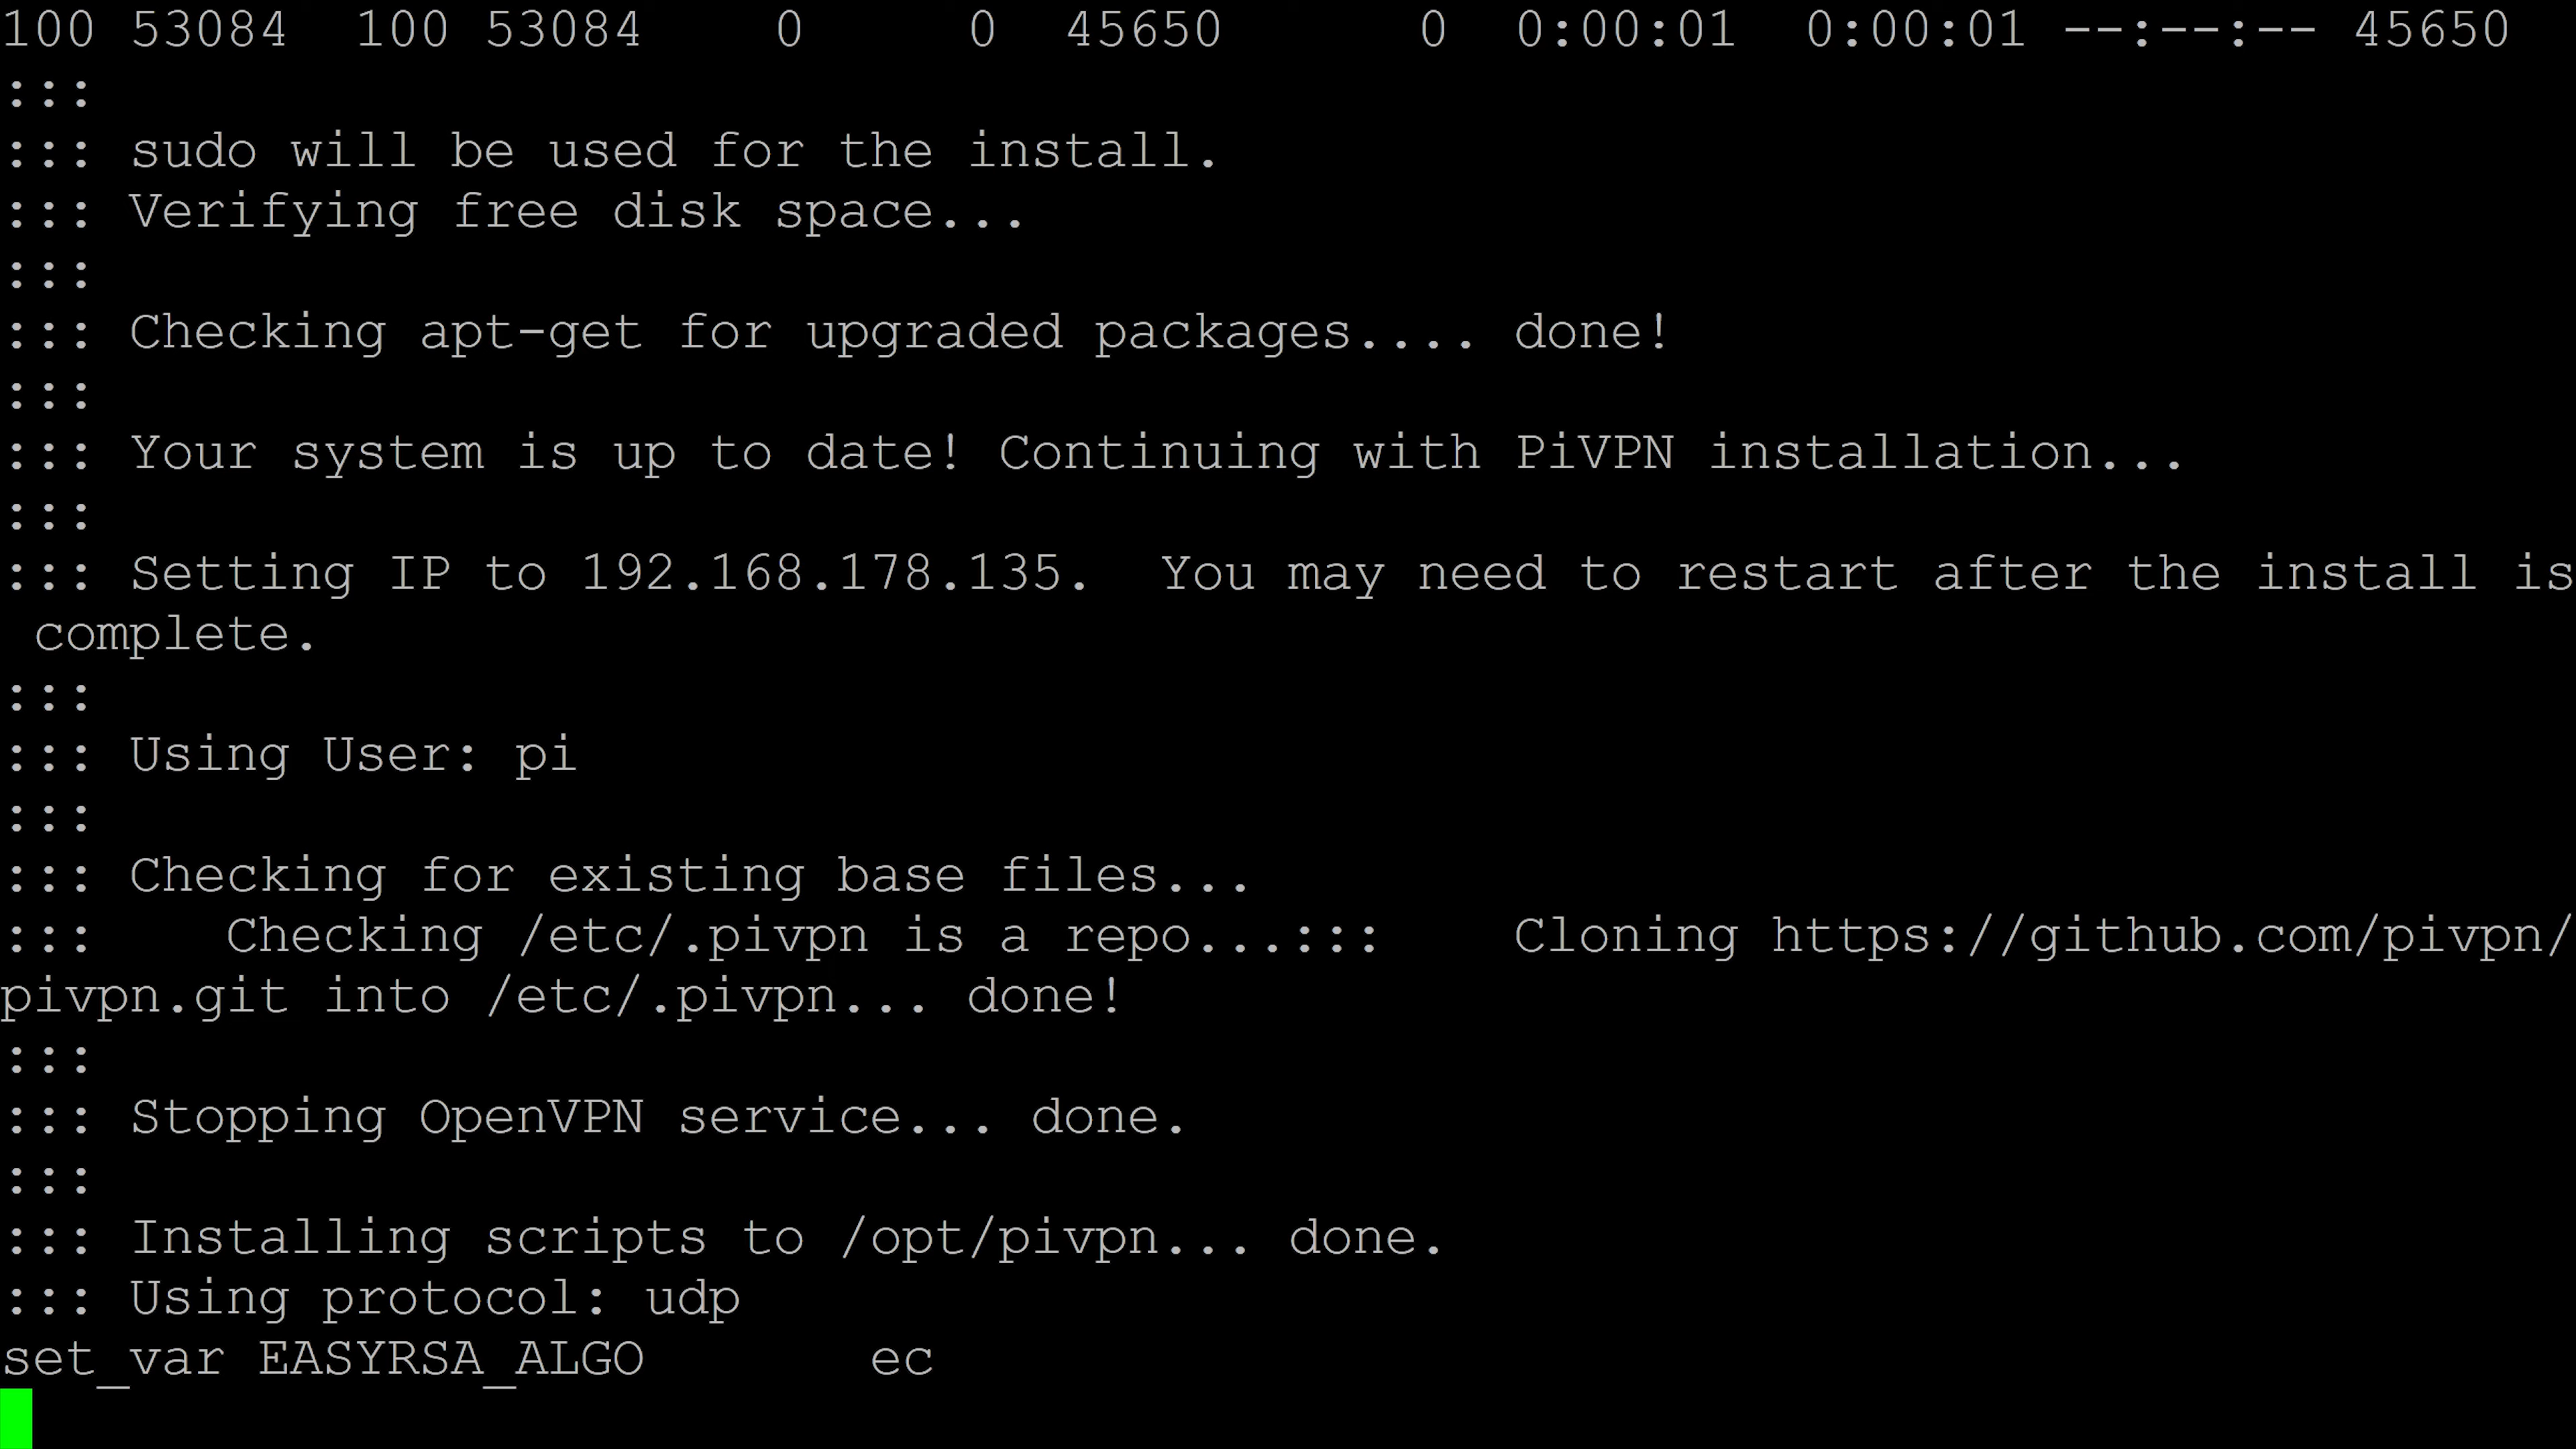 100 53084  100 53084    0     0  45650      0  0:00:01  0:00:01 --:--:-- 45650
:::
::: sudo will be used for the install.
::: Verifying free disk space...
:::
::: Checking apt-get for upgraded packages.... done!
:::
::: Your system is up to date! Continuing with PiVPN installation...
:::
::: Setting IP to 192.168.178.135.  You may need to restart after the install is
 complete.
:::
::: Using User: pi
:::
::: Checking for existing base files...
:::    Checking /etc/.pivpn is a repo...:::    Cloning https://github.com/pivpn/
pivpn.git into /etc/.pivpn... done!
:::
::: Stopping OpenVPN service... done.
:::
::: Installing scripts to /opt/pivpn... done.
::: Using protocol: udp
set_var EASYRSA_ALGO       ec